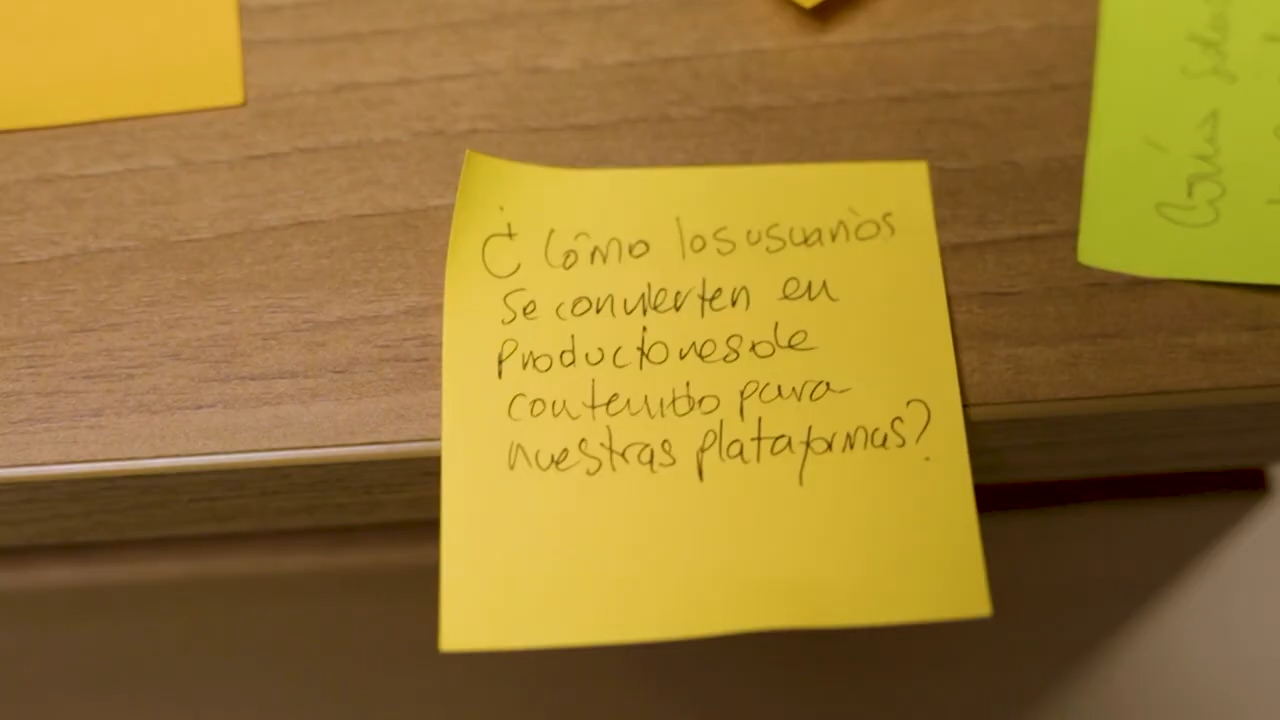 ¿Cómo los usuarios
se convierten en
Productores de
contenido para
nuestras plataformas?